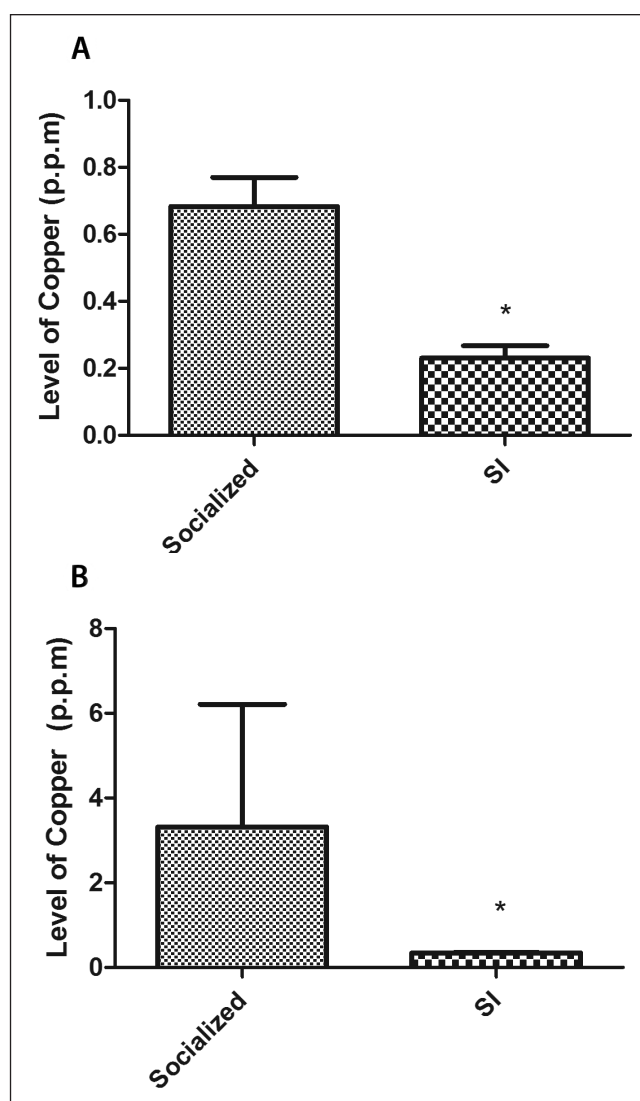 A
Level of Copper (p.p.m)
1.0
0.8
0.6
0.4
0.2
0.0
*
Socialized
SI
B
Level of Copper (p.p.m)
8
6
4
2
0
*
Socialized
SI